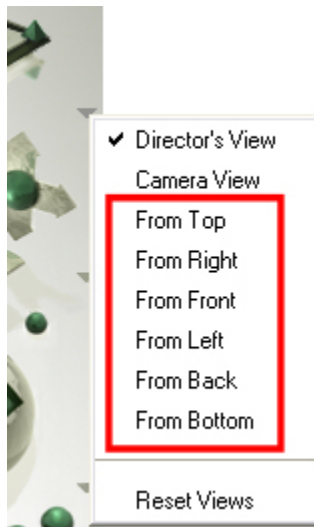 Director's View
Camera View
From Top
From Right
From Front
From Left
From Back
From Bottom
Reset Views